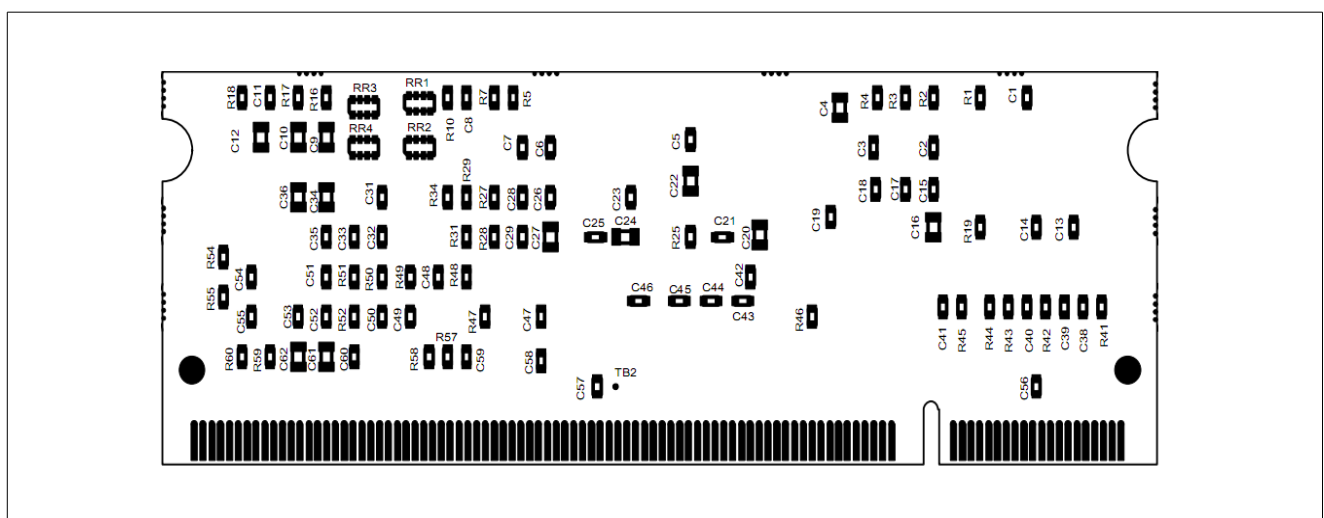 R18 C11 R17 R16 RR3 RR1 R10 C8 R7 R5 C4 R4 R3 R2 R1 C1
C12 C10 C9 RR4 RR2 C7 C6 C5 C3 C2
R29
C36 C34 C31 R34 R27 C28 C26 C23 C22 C18 C17 C15
C35 C33 C32 R31 R28 C29 C27 C25 C24 R25 C21 C20 C19 C16 R19 C14 C13
R54 C54 C51 R51 R50 R49 C48 R48 C42
R55 C46 C45 C44 C43
C55 C53 C52 R52 C50 C49 R47 C47 R46 C41 R45 R44 R43 C40 R42 C39 C38 R41
R60 R59 C62 C61 C60 R58 R57 C59 C58
C57 TB2 C56